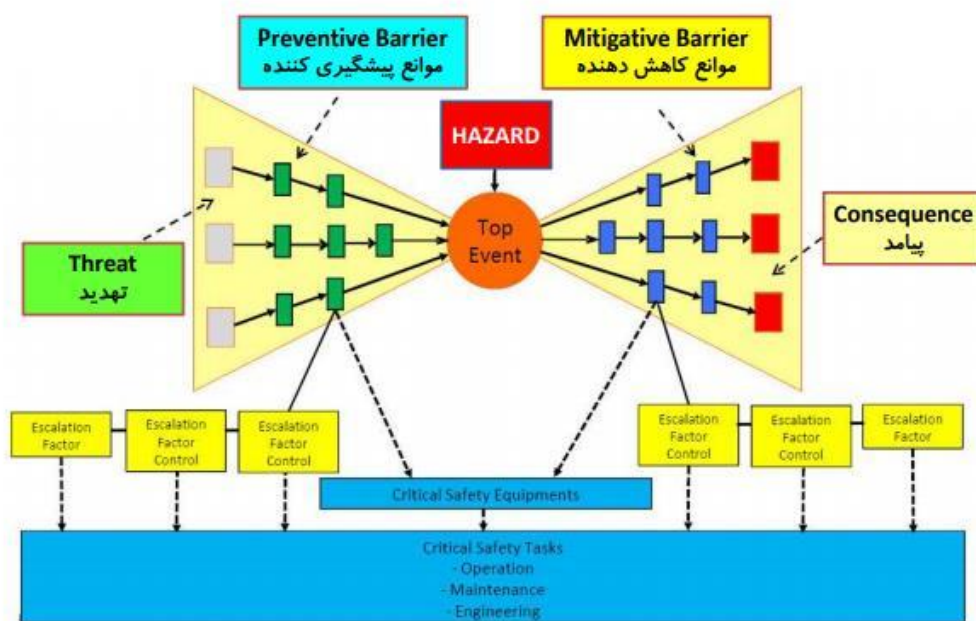 Preventive Barrier
موانع پیشگیری کننده
Mitigative Barrier
موانع کاهش دهنده
HAZARD
Top
Event
Threat
تهدید
Consequence
پیامد
Escalation
Factor
Escalation
Factor
Control
Escalation
Factor
Control
Escalation
Factor
Control
Escalation
Factor
Control
Escalation
Factor
Critical Safety Equipments
Critical Safety Tasks
- Operation
- Maintenance
- Engineering